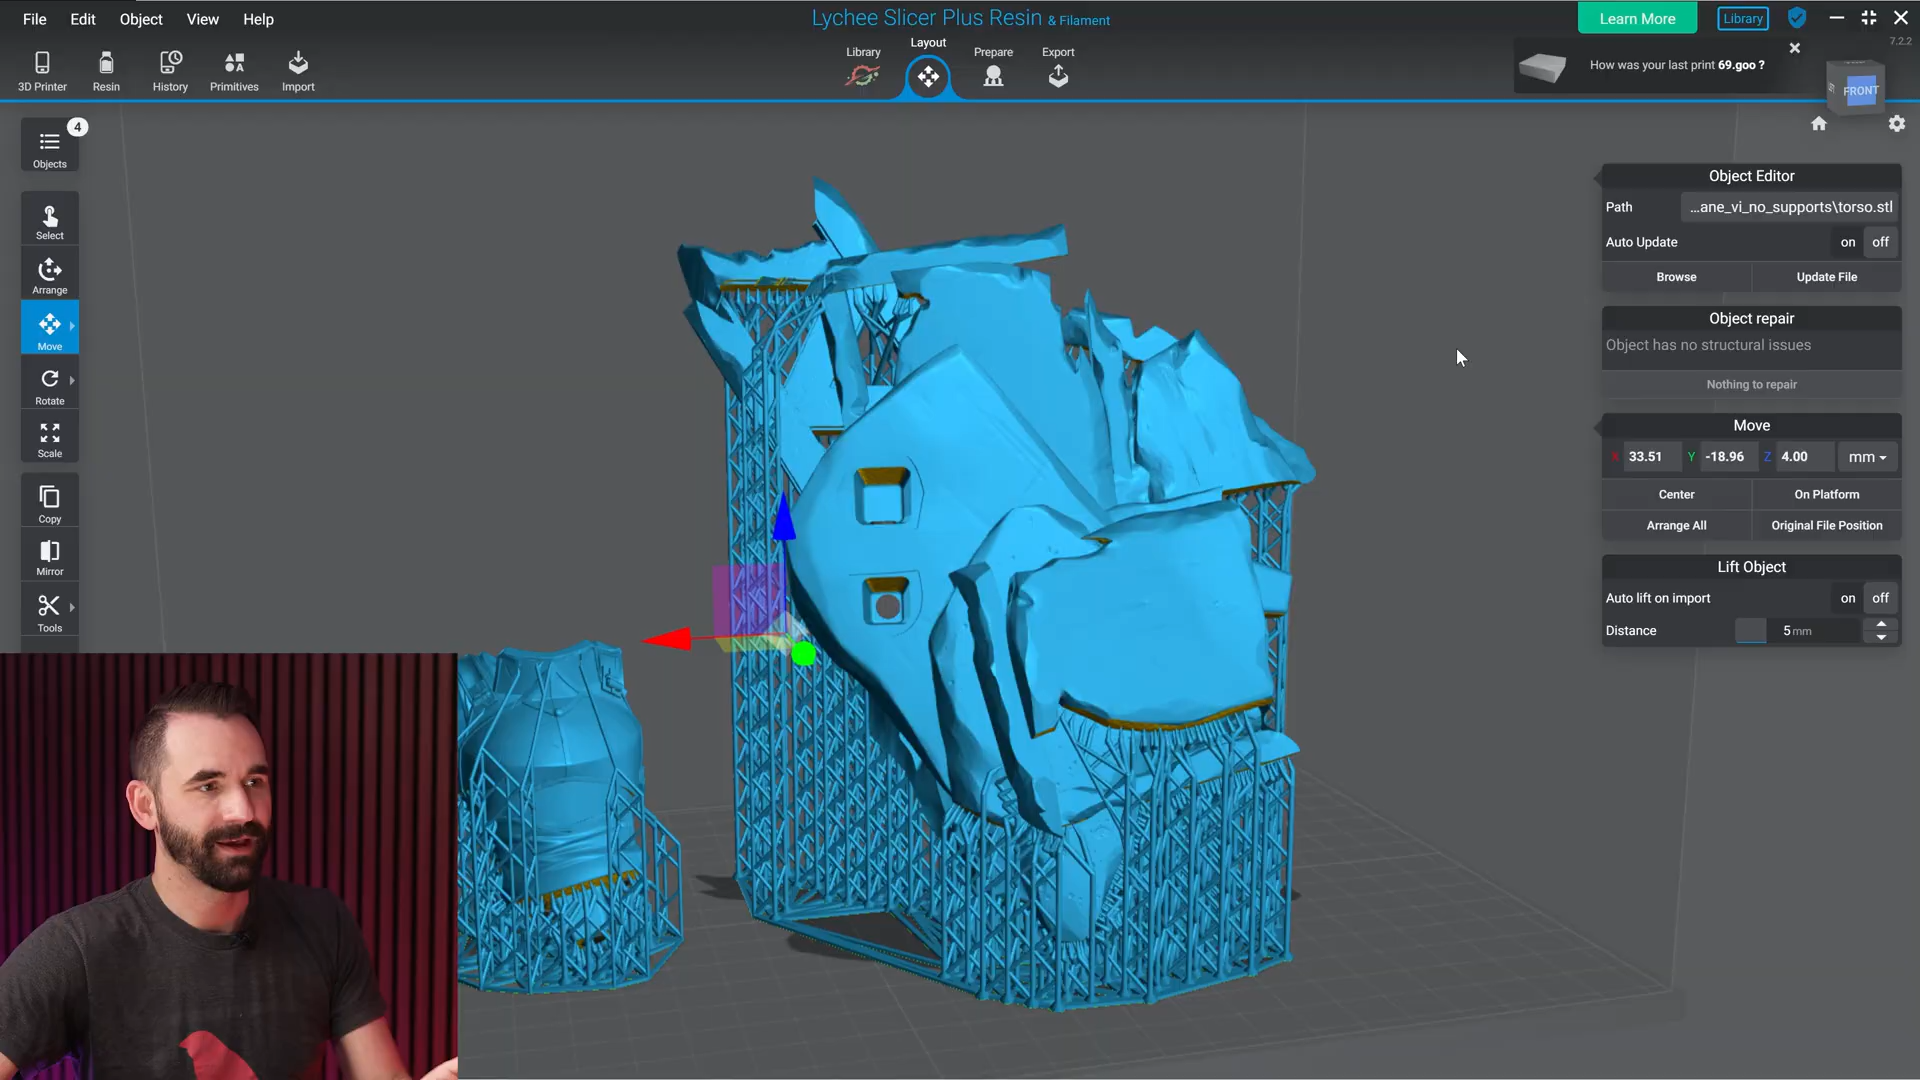 File Edit Object View Help
Lychee Slicer Plus Resin & Filament
Learn More
Library
7.2.2
3D Printer
Resin
History
Primitives
Import
Library
Layout
Prepare
Export
How was your last print 69.goo ?
FRONT
4
Objects
Select
Arrange
Move
Rotate
Scale
Copy
Mirror
Tools
Object Editor
Path ...ane_vi_no_supports\torso.stl
Auto Update on off
Browse Update File
Object repair
Object has no structural issues
Nothing to repair
Move
X 33.51 Y -18.96 Z 4.00 mm
Center On Platform
Arrange All Original File Position
Lift Object
Auto lift on import on off
Distance 5 mm